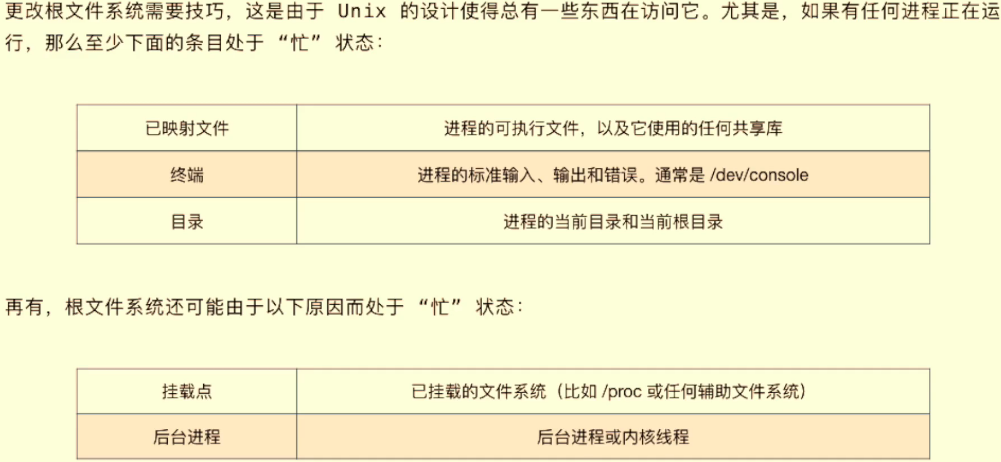 更改根文件系统需要技巧，这是由于 Unix 的设计使得总有一些东西在访问它。尤其是，如果有任何进程正在运
行，那么至少下面的条目处于 “忙” 状态：
已映射文件 进程的可执行文件，以及它使用的任何共享库
终端 进程的标准输入、输出和错误。通常是 /dev/console
目录 进程的当前目录和当前根目录
再有，根文件系统还可能由于以下原因而处于 “忙” 状态：
挂载点 已挂载的文件系统（比如 /proc 或任何辅助文件系统）
后台进程 后台进程或内核线程